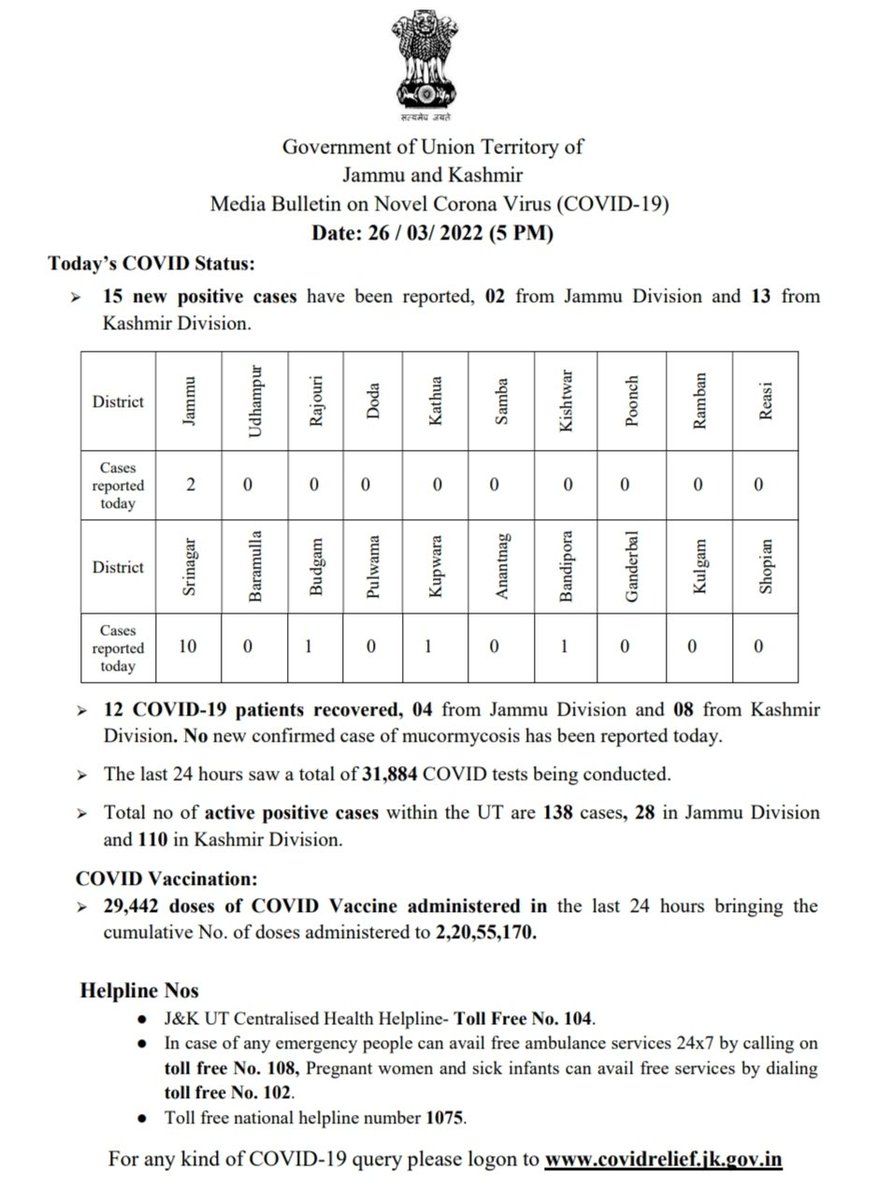 सत्यमेव जयते
Government of Union Territory of
Jammu and Kashmir
Media Bulletin on Novel Corona Virus (COVID-19)
Date: 26 / 03/ 2022 (5 PM)
Today’s COVID Status:
➢ 15 new positive cases have been reported, 02 from Jammu Division and 13 from
Kashmir Division.
District Jammu Udhampur Rajouri Doda Kathua Samba Kishtwar Poonch Ramban Reasi
Cases
reported
today
2 0 0 0 0 0 0 0 0 0
District Srinagar Baramulla Budgam Pulwama Kupwara Anantnag Bandipora Ganderbal Kulgam Shopian
Cases
reported
today
10 0 1 0 1 0 1 0 0 0
➢ 12 COVID-19 patients recovered, 04 from Jammu Division and 08 from Kashmir
Division. No new confirmed case of mucormycosis has been reported today.
➢ The last 24 hours saw a total of 31,884 COVID tests being conducted.
➢ Total no of active positive cases within the UT are 138 cases, 28 in Jammu Division
and 110 in Kashmir Division.
COVID Vaccination:
➢ 29,442 doses of COVID Vaccine administered in the last 24 hours bringing the
cumulative No. of doses administered to 2,20,55,170.
Helpline Nos
● J&K UT Centralised Health Helpline- Toll Free No. 104.
● In case of any emergency people can avail free ambulance services 24x7 by calling on
toll free No. 108, Pregnant women and sick infants can avail free services by dialing
toll free No. 102.
● Toll free national helpline number 1075.
For any kind of COVID-19 query please logon to www.covidrelief.jk.gov.in